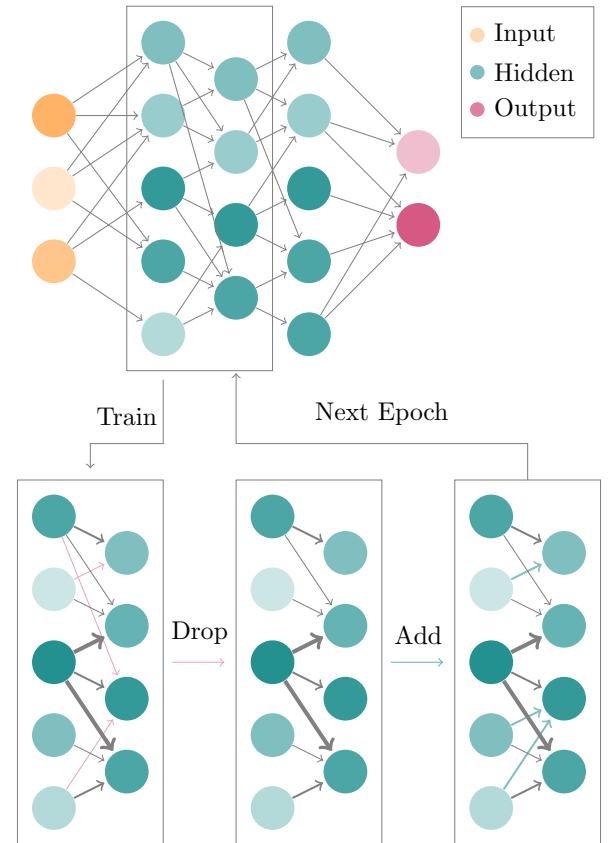 Input
Hidden
Output
Train
Next Epoch
Drop
Add